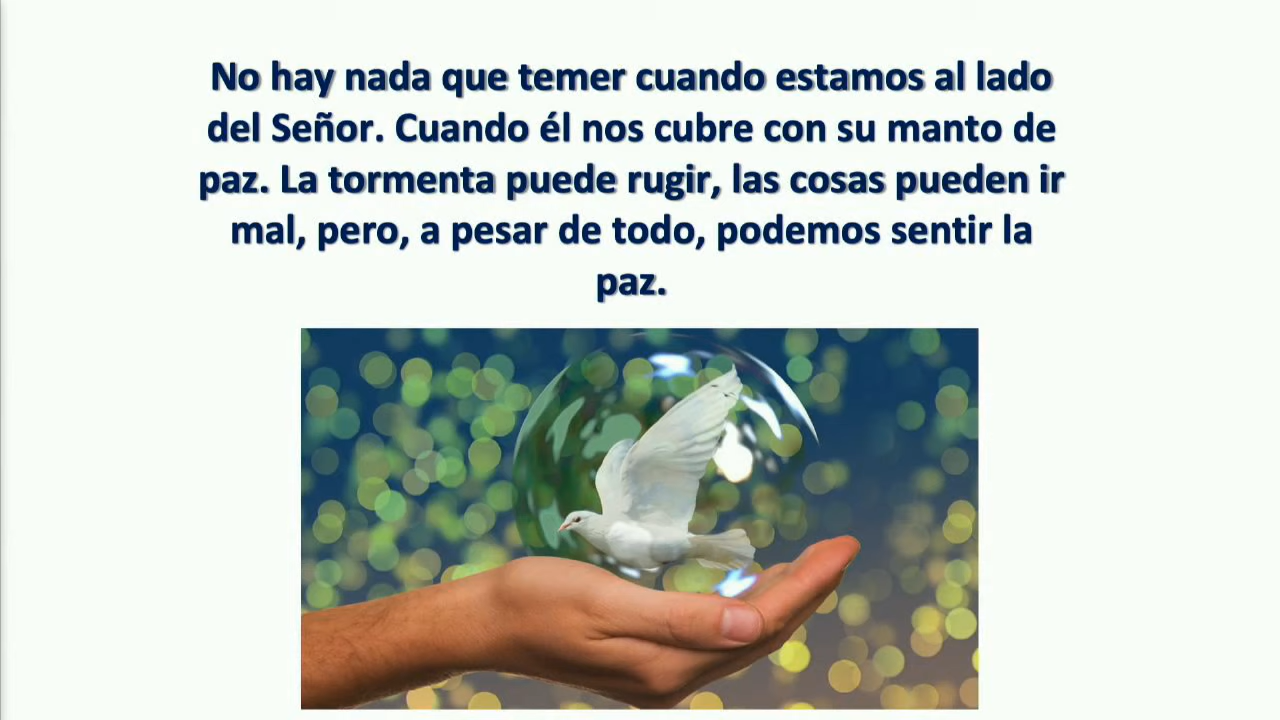 No hay nada que temer cuando estamos al lado
del Señor. Cuando él nos cubre con su manto de
paz. La tormenta puede rugir, las cosas pueden ir
mal, pero, a pesar de todo, podemos sentir la
paz.